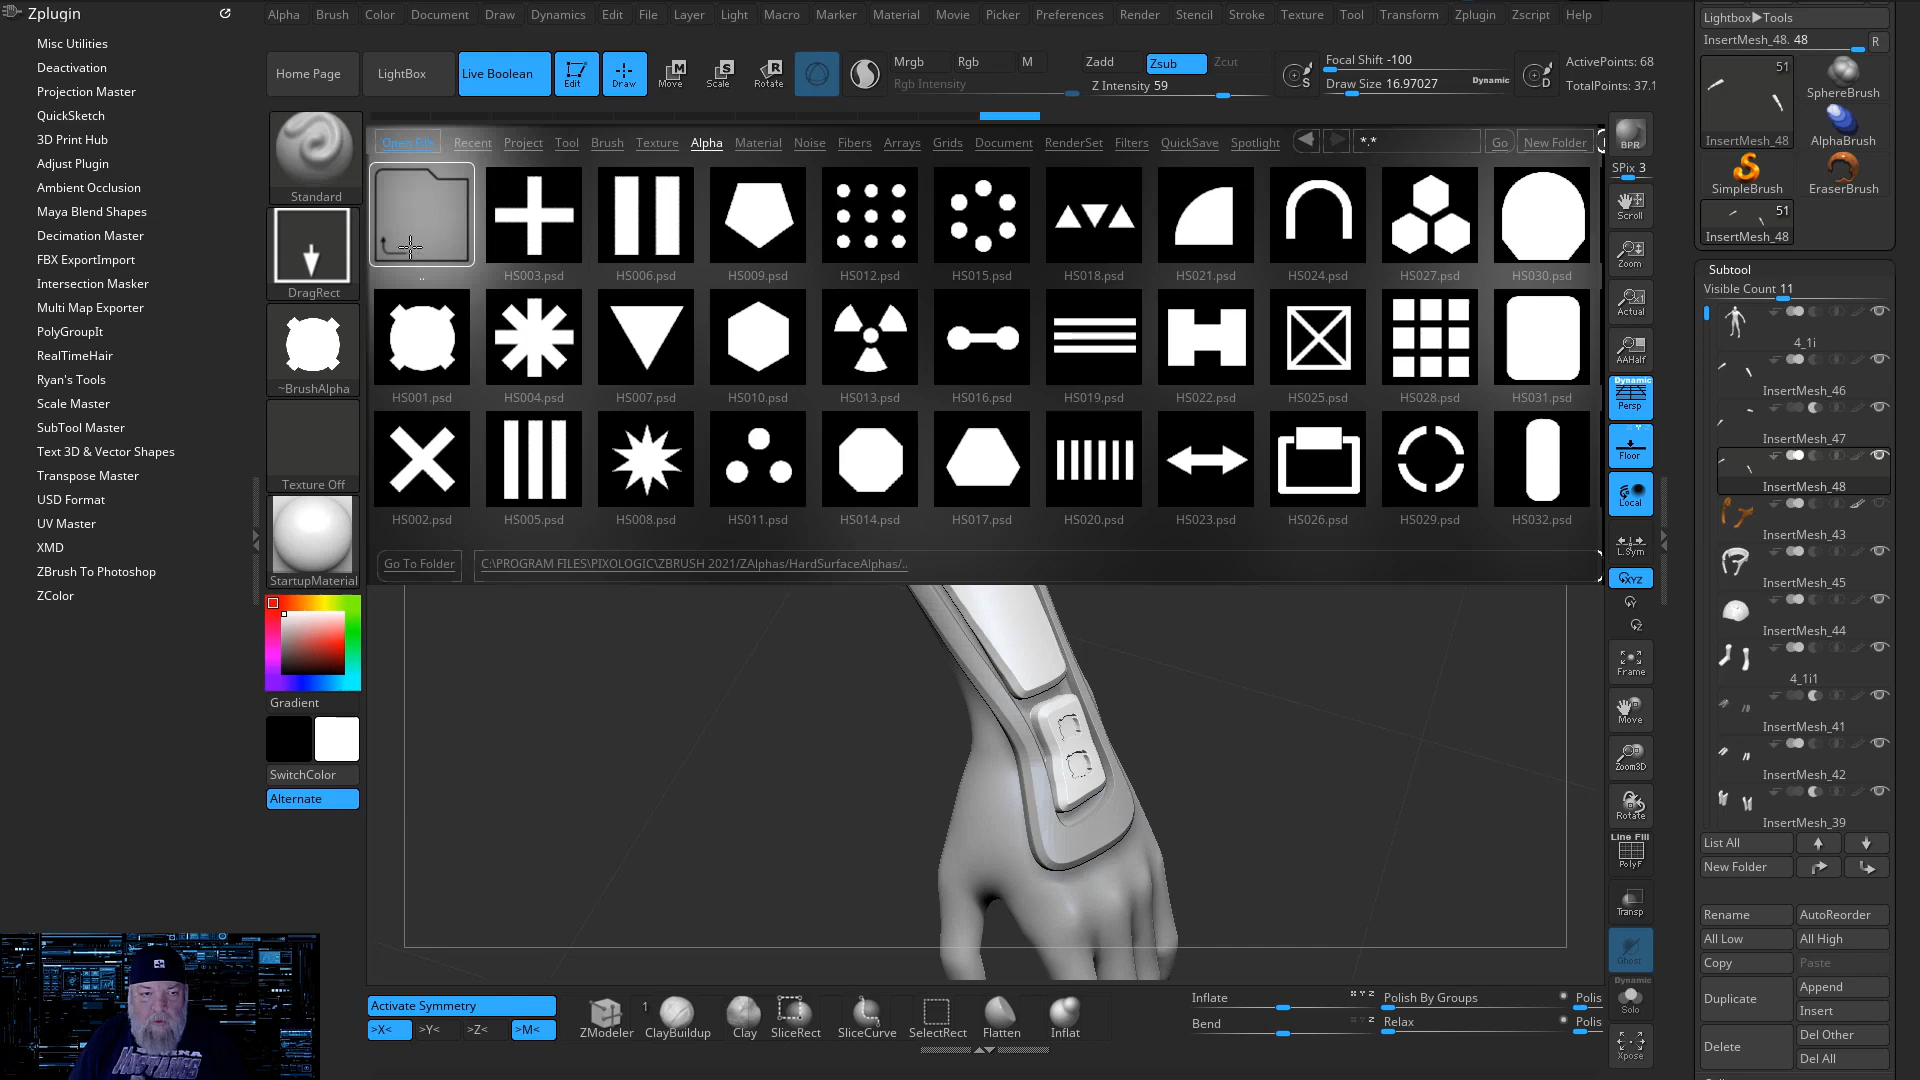 Zplugin
Misc Utilities
Deactivation
Projection Master
QuickSketch
3D Print Hub
Adjust Plugin
Ambient Occlusion
Maya Blend Shapes
Decimation Master
FBX ExportImport
Intersection Masker
Multi Map Exporter
PolyGroupIt
RealTimeHair
Ryan's Tools
Scale Master
SubTool Master
Text 3D & Vector Shapes
Transpose Master
USD Format
UV Master
XMD
ZBrush To Photoshop
ZColor
Alpha Brush Color Document Draw Dynamics Edit File Layer Light Macro Marker Material Movie Picker Preferences Render Stencil Stroke Texture Tool Transform Zplugin Zscript Help
Home Page LightBox Live Boolean Edit Draw Move Scale Rotate
Mrgb Rgb M
Rgb Intensity
Zadd Zsub Zcut
Z Intensity 59
S
Focal Shift -100
Draw Size 16.97027 Dynamic
D
ActivePoints: 68
TotalPoints: 37.1
Standard
DragRect
~BrushAlpha
Texture Off
StartupMaterial
Gradient
SwitchColor
Alternate
Open File Recent Project Tool Brush Texture Alpha Material Noise Fibers Arrays Grids Document RenderSet Filters QuickSave Spotlight *.* Go New Folder
.. HS003.psd HS006.psd HS009.psd HS012.psd HS015.psd HS018.psd HS021.psd HS024.psd HS027.psd HS030.psd
HS001.psd HS004.psd HS007.psd HS010.psd HS013.psd HS016.psd HS019.psd HS022.psd HS025.psd HS028.psd HS031.psd
HS002.psd HS005.psd HS008.psd HS011.psd HS014.psd HS017.psd HS020.psd HS023.psd HS026.psd HS029.psd HS032.psd
Go To Folder C:\PROGRAM FILES\PIXOLOGIC\ZBRUSH 2021/ZAlphas/HardSurfaceAlphas/..
BPR
SPix 3
Scroll
Zoom
Actual
AAHalf
Dynamic
Persp
Floor
Local
L.Sym
XYZ
Frame
Move
Zoom3D
Rotate
Line Fill
PolyF
Transp
Ghost
Dynamic
Solo
Xpose
Lightbox▶Tools
InsertMesh_48. 48 R
51
InsertMesh_48
SphereBrush
AlphaBrush
SimpleBrush
EraserBrush
51
InsertMesh_48
Subtool
Visible Count 11
4_1i
InsertMesh_46
InsertMesh_47
InsertMesh_48
InsertMesh_43
InsertMesh_45
InsertMesh_44
4_1i1
InsertMesh_41
InsertMesh_42
InsertMesh_39
List All
New Folder
Rename AutoReorder
All Low All High
Copy Paste
Duplicate Append
Insert
Delete Del Other
Del All
Activate Symmetry
>X< >Y< >Z< >M<
ZModeler 1 ClayBuildup Clay SliceRect SliceCurve SelectRect Flatten Inflat
Inflate Polish By Groups Polis
Bend Relax Polis